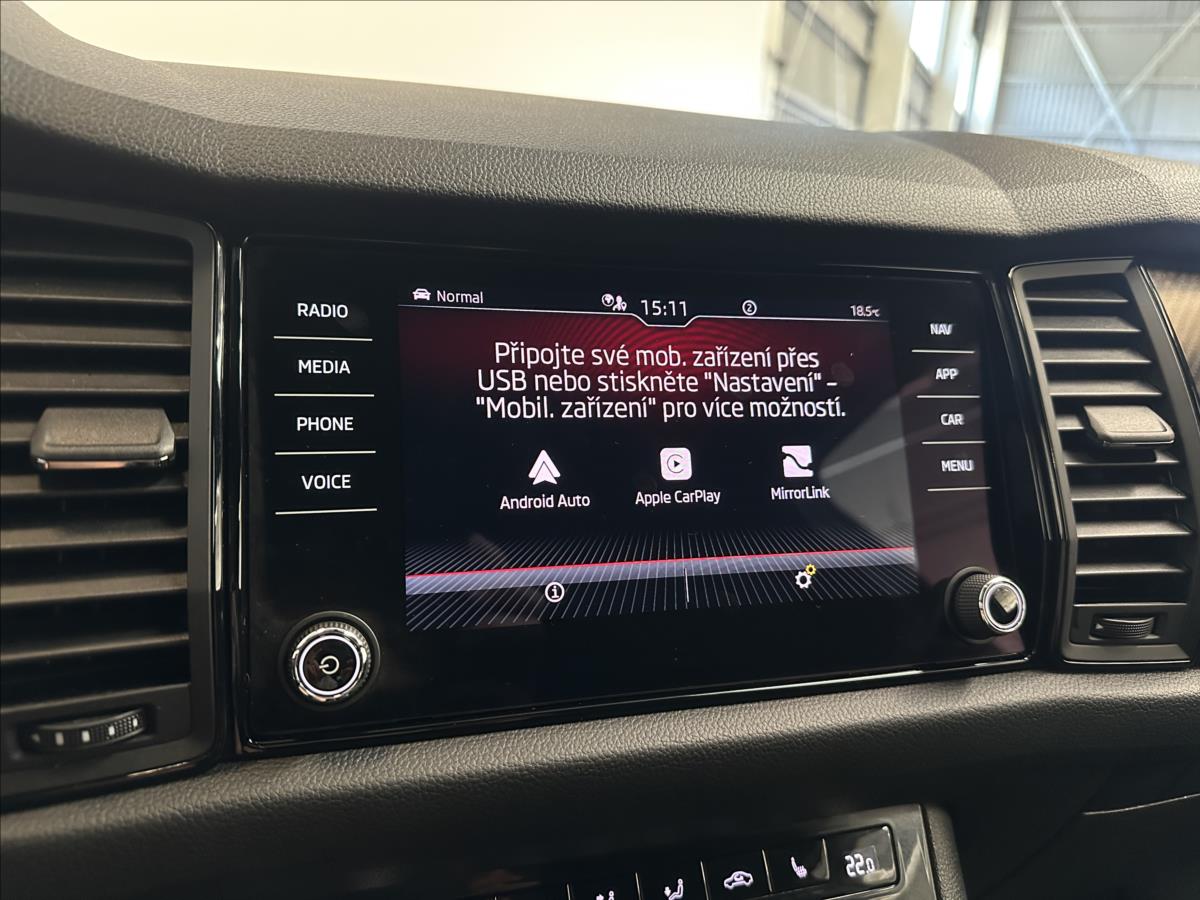 RADIO
MEDIA
PHONE
VOICE
Normal
15:11
2
18.5°C
Připojte své mob. zařízení přes
USB nebo stiskněte "Nastavení" –
"Mobil. zařízení" pro více možností.
Android Auto
Apple CarPlay
MirrorLink
i
NAV
APP
CAR
MENU
22.0